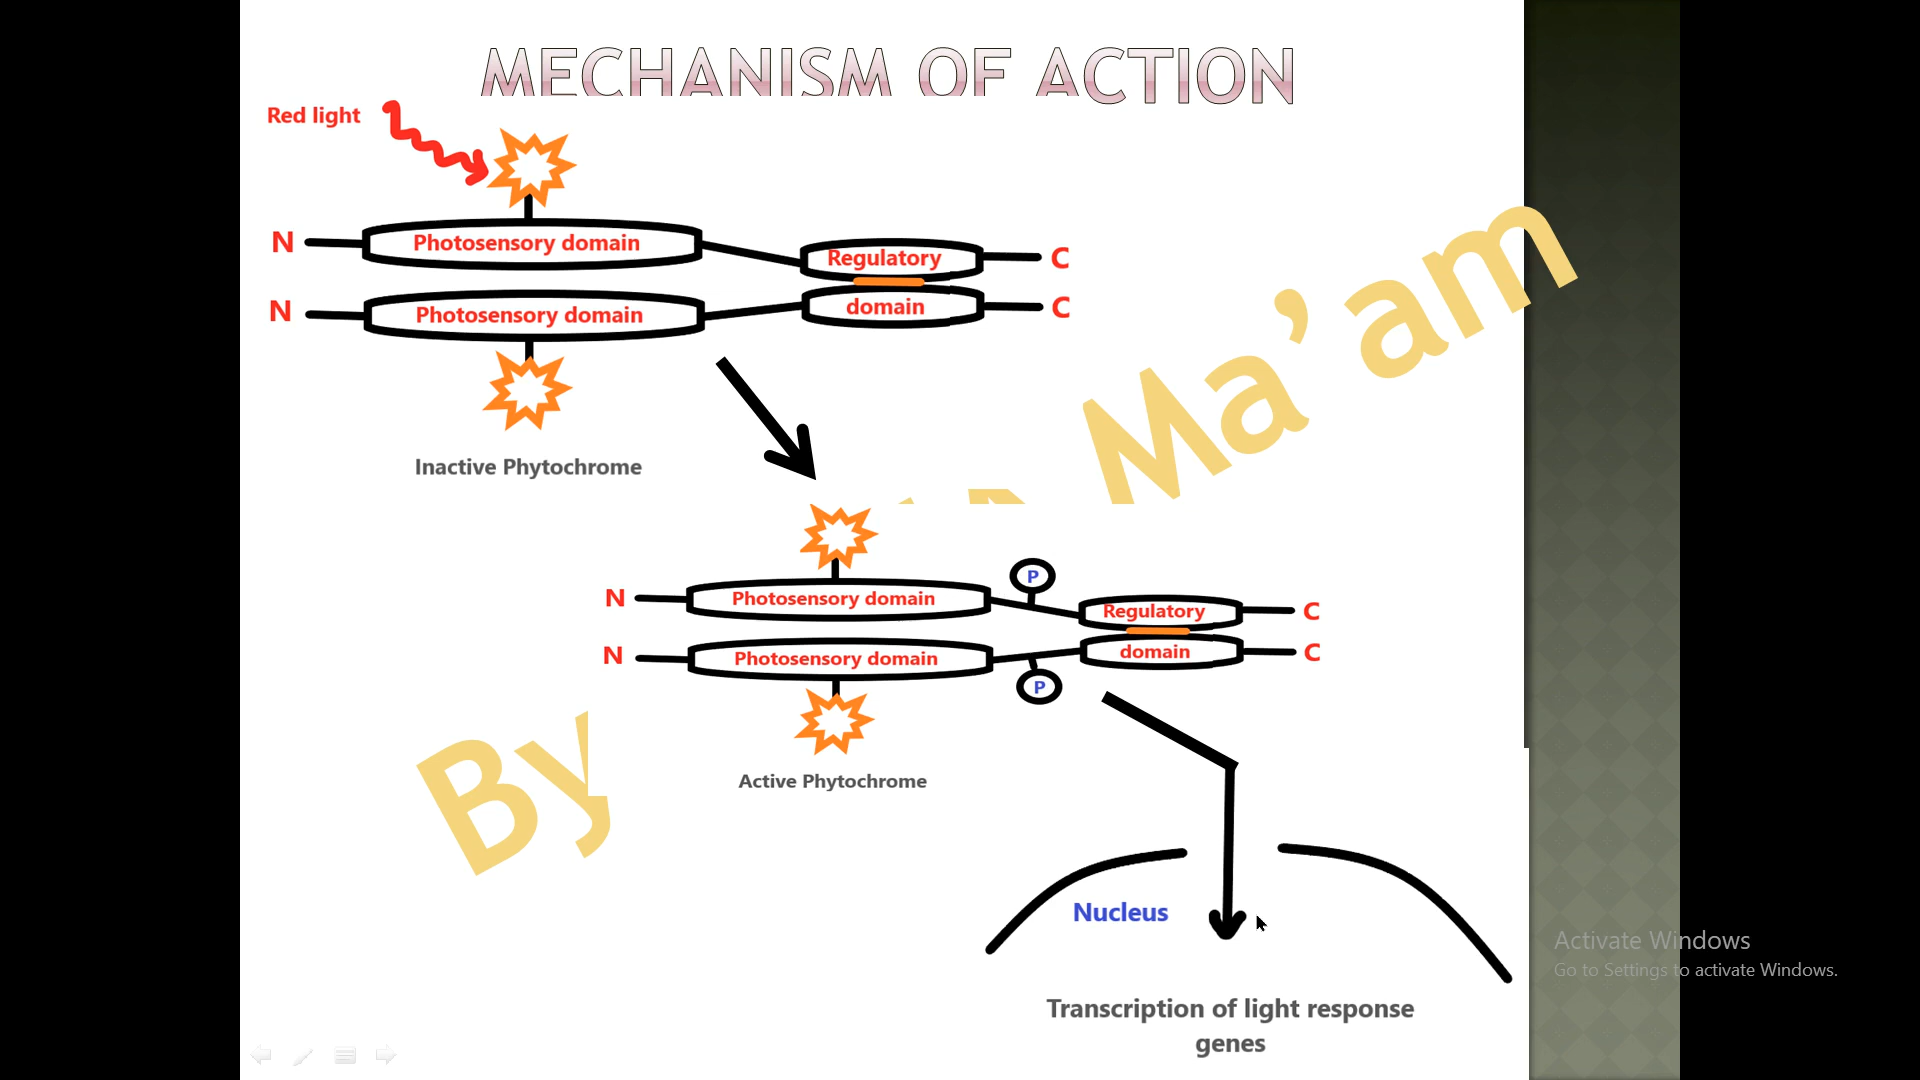 MECHANISM OF ACTION
Red light
N Photosensory domain Regulatory C
N Photosensory domain domain C
Inactive Phytochrome
Ma'am
P
N Photosensory domain Regulatory C
N Photosensory domain domain C
P
By
Active Phytochrome
Nucleus
Activate Windows
Go to Settings to activate Windows.
Transcription of light response
genes